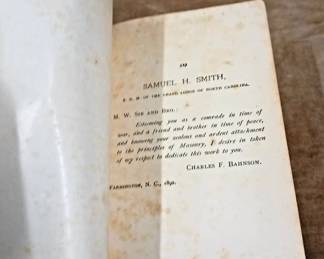 TO
SAMUEL H. SMITH,
P. G. M. OF THE GRAND LODGE OF NORTH CAROLINA.
M. W. SIR AND BRO.:
Esteeming you as a comrade in time of
war, and a friend and brother in time of peace,
and knowing your zealous and ardent attachment
to the principles of Masonry, I desire in token
of my respect to dedicate this work to you.
CHARLES F. BAHNSON.
FARMINGTON, N. C., 1892.